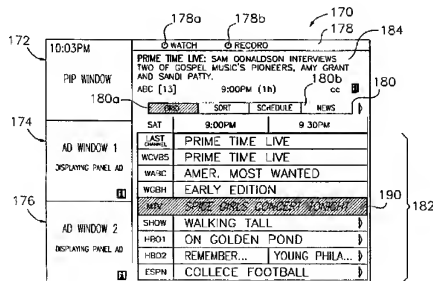 178a 178b 170
172 10:03PM WATCH RECORD 178
PIP WINDOW
PRIME TIME LIVE: SAM DONALDSON INTERVIEWS 184
TWO OF GOSPEL MUSIC'S PIONEERS, AMY GRANT
AND SANDI PATTY.
ABC [13] 9:00PM (1h) 180b cc
180a GRID SORT SCHEDULE NEWS 180
174 AD WINDOW 1
DISPLAYING PANEL AD
176 AD WINDOW 2
DISPLAYING PANEL AD
SAT 9:00PM 9 30PM
LAST CHANNEL PRIME TIME LIVE
WCVB5 PRIME TIME LIVE
WABC AMER. MOST WANTED
WGBH EARLY EDITION
MTV SPICE GIRLS CONCERT TONIGHT 190
182
SHOW WALKING TALL
HBO1 ON GOLDEN POND
HBO2 REMEMBER... YOUNG PHILA...
ESPN COLLECE FOOTBALL